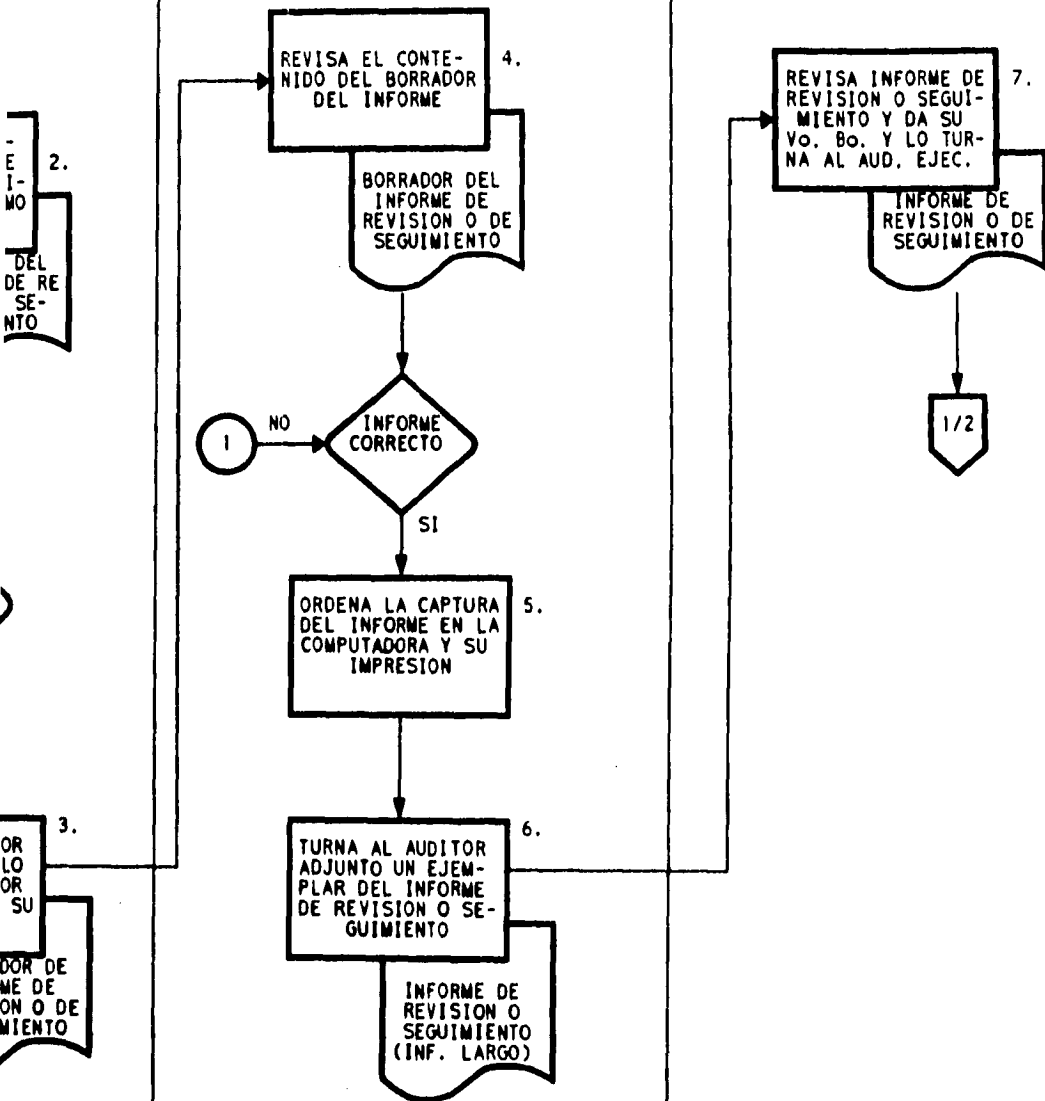 -
E
I-
MO
2.
DEL
DE RE
SE-
NTO
3.
OR
LO
OR
SU
DOR DE
ME DE
ON O DE
MIENTO
REVISA EL CONTE-
NIDO DEL BORRADOR
DEL INFORME
4.
BORRADOR DEL
INFORME DE
REVISION O DE
SEGUIMIENTO
1
NO
INFORME
CORRECTO
SI
ORDENA LA CAPTURA
DEL INFORME EN LA
COMPUTADORA Y SU
IMPRESION
5.
TURNA AL AUDITOR
ADJUNTO UN EJEM-
PLAR DEL INFORME
DE REVISION O SE-
GUIMIENTO
6.
INFORME DE
REVISION O
SEGUIMIENTO
(INF. LARGO)
REVISA INFORME DE
REVISION O SEGUI-
MIENTO Y DA SU
Vo. Bo. Y LO TUR-
NA AL AUD. EJEC.
7.
INFORME DE
REVISION O DE
SEGUIMIENTO
1/2